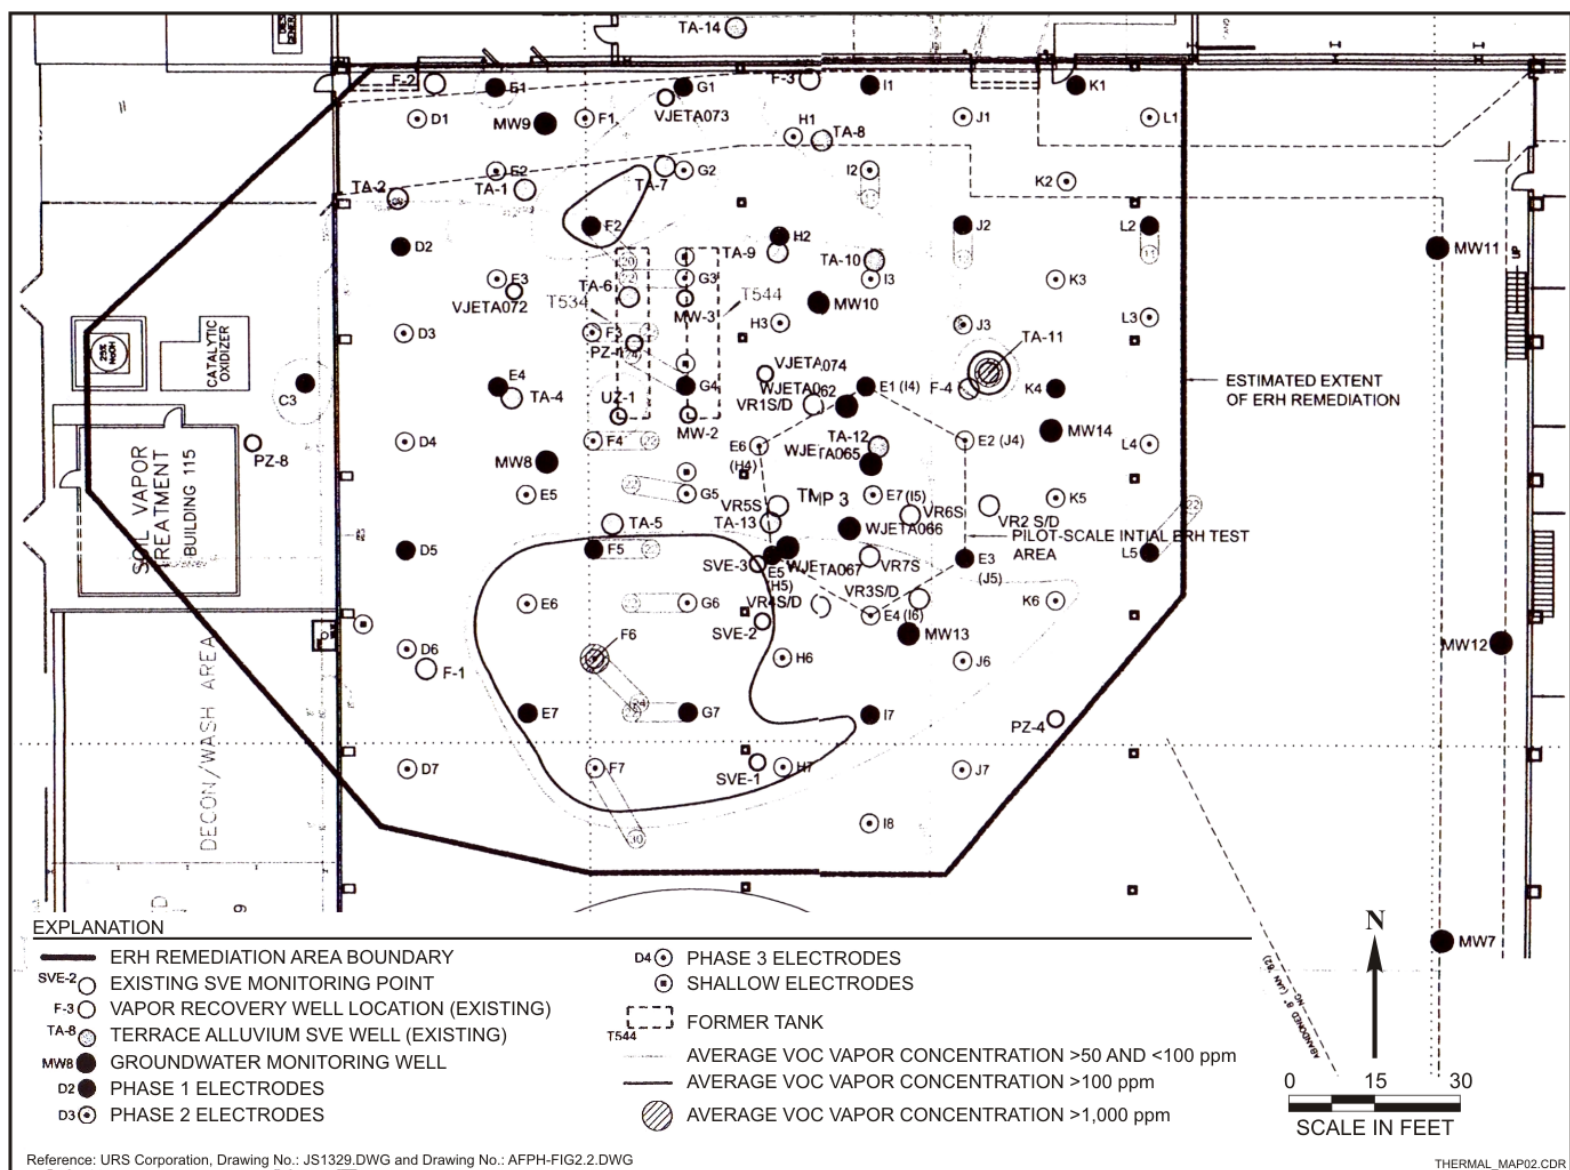 TA-14
F-2
E1
G1
F-3
I1
K1
D1
MW9
F1
VJETA073
H1
TA-8
J1
L1
E2
TA-2
TA-1
TA-7
G2
I2
K2
D2
F2
H2
J2
L2
MW11
UP
TA-9
TA-10
E3
VJETA072
TA-6
G3
I3
K3
T534
T544
MW-3
MW10
D3
F3
H3
J3
L3
PZ-1
TA-11
25%
NaOH
CATALYTIC
OXIDIZER
VJETA074
C3
E4
TA-4
G4
WJETA062
E1 (I4)
F-4
K4
ESTIMATED EXTENT
OF ERH REMEDIATION
UZ-1
MW-2
VR1S/D
MW14
PZ-8
D4
F4
E6
(H4)
TA-12
WJETA065
E2 (J4)
L4
MW8
SOIL VAPOR
TREATMENT
BUILDING 115
E5
G5
TMP 3
E7 (I5)
K5
VR5S
TA-13
VR6S
VR2 S/D
22
TA-5
WJETA066
PILOT-SCALE INTIAL ERH TEST
AREA
D5
F5
SVE-3
E5
(H5)
WJETA067
VR7S
E3
(J5)
L5
E6
G6
VR4S/D
VR3S/D
E4 (I6)
K6
SVE-2
MW13
MW12
D6
F-1
F6
H6
J6
DECON/WASH AREA
E7
G7
I7
PZ-4
D7
F7
SVE-1
H7
J7
30
I8
MW7
ABANDONED 8" (JAN '82)
N
EXPLANATION
ERH REMEDIATION AREA BOUNDARY
SVE-2 EXISTING SVE MONITORING POINT
F-3 VAPOR RECOVERY WELL LOCATION (EXISTING)
TA-8 TERRACE ALLUVIUM SVE WELL (EXISTING)
MW8 GROUNDWATER MONITORING WELL
D2 PHASE 1 ELECTRODES
D3 PHASE 2 ELECTRODES
D4 PHASE 3 ELECTRODES
SHALLOW ELECTRODES
T544 FORMER TANK
AVERAGE VOC VAPOR CONCENTRATION >50 AND <100 ppm
AVERAGE VOC VAPOR CONCENTRATION >100 ppm
AVERAGE VOC VAPOR CONCENTRATION >1,000 ppm
0 15 30
SCALE IN FEET
Reference: URS Corporation, Drawing No.: JS1329.DWG and Drawing No.: AFPH-FIG2.2.DWG
THERMAL_MAP02.CDR